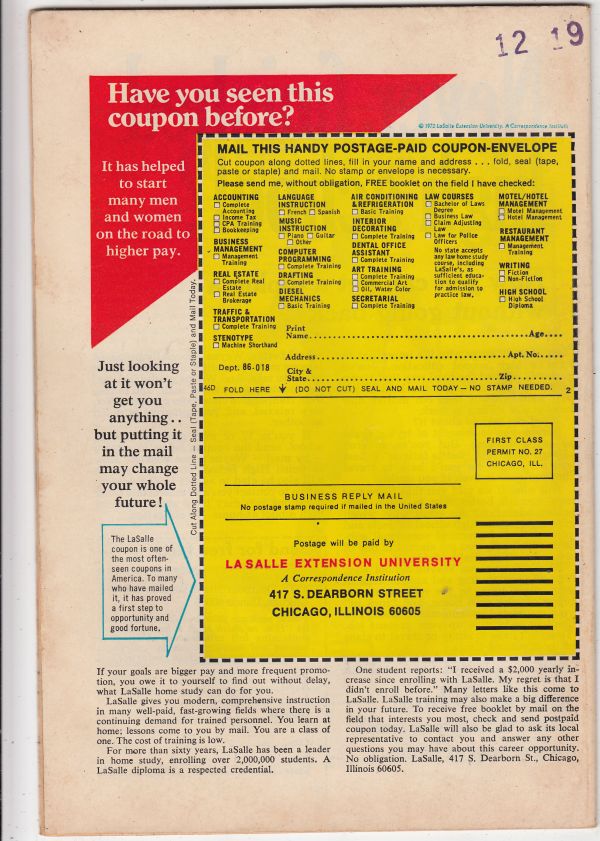 12 19
Have you seen this
coupon before?
© 1972 LaSalle Extension University, A Correspondence Institution
It has helped
to start
many men
and women
on the road to
higher pay.
Just looking
at it won't
get you
anything..
but putting it
in the mail
may change
your whole
future!
The LaSalle
coupon is one of
the most often-
seen coupons in
America. To many
who have mailed
it, it has proved
a first step to
opportunity and
good fortune.
Cut Along Dotted Line — Seal (Tape, Paste or Staple) and Mail Today.
MAIL THIS HANDY POSTAGE-PAID COUPON-ENVELOPE
Cut coupon along dotted lines, fill in your name and address . . . fold, seal (tape,
paste or staple) and mail. No stamp or envelope is necessary.
Please send me, without obligation, FREE booklet on the field I have checked:
ACCOUNTING
Complete
Accounting
Income Tax
CPA Training
Bookkeeping
BUSINESS
MANAGEMENT
Management
Training
REAL ESTATE
Complete Real
Estate
Real Estate
Brokerage
TRAFFIC &
TRANSPORTATION
Complete Training
STENOTYPE
Machine Shorthand
LANGUAGE
INSTRUCTION
French Spanish
MUSIC
INSTRUCTION
Piano Guitar
Other
COMPUTER
PROGRAMMING
Complete Training
DRAFTING
Complete Training
DIESEL
MECHANICS
Basic Training
AIR CONDITIONING
& REFRIGERATION
Basic Training
INTERIOR
DECORATING
Complete Training
DENTAL OFFICE
ASSISTANT
Complete Training
ART TRAINING
Complete Training
Commercial Art
Oil, Water Color
SECRETARIAL
Complete Training
LAW COURSES
Bachelor of Laws
Degree
Business Law
Claim Adjusting
Law
Law for Police
Officers
No state accepts
any law home study
course, including
LaSalle's, as
sufficient educa-
tion to qualify
for admission to
practice law.
MOTEL/HOTEL
MANAGEMENT
Motel Management
Hotel Management
RESTAURANT
MANAGEMENT
Management
Training
WRITING
Fiction
Non-Fiction
HIGH SCHOOL
High School
Diploma
Print
Name Age
Address Apt. No.
Dept. 86-018
City &
State Zip
46D FOLD HERE (DO NOT CUT) SEAL AND MAIL TODAY — NO STAMP NEEDED. 2
FIRST CLASS
PERMIT NO. 27
CHICAGO, ILL.
BUSINESS REPLY MAIL
No postage stamp required if mailed in the United States
Postage will be paid by
LA SALLE EXTENSION UNIVERSITY
A Correspondence Institution
417 S. DEARBORN STREET
CHICAGO, ILLINOIS 60605
If your goals are bigger pay and more frequent promo-
tion, you owe it to yourself to find out without delay,
what LaSalle home study can do for you.
LaSalle gives you modern, comprehensive instruction
in many well-paid, fast-growing fields where there is a
continuing demand for trained personnel. You learn at
home; lessons come to you by mail. You are a class of
one. The cost of training is low.
For more than sixty years, LaSalle has been a leader
in home study, enrolling over 2,000,000 students. A
LaSalle diploma is a respected credential.
One student reports: "I received a $2,000 yearly in-
crease since enrolling with LaSalle. My regret is that I
didn't enroll before." Many letters like this come to
LaSalle. LaSalle training may also make a big difference
in your future. To receive free booklet by mail on the
field that interests you most, check and send postpaid
coupon today. LaSalle will also be glad to ask its local
representative to contact you and answer any other
questions you may have about this career opportunity.
No obligation. LaSalle, 417 S. Dearborn St., Chicago,
Illinois 60605.